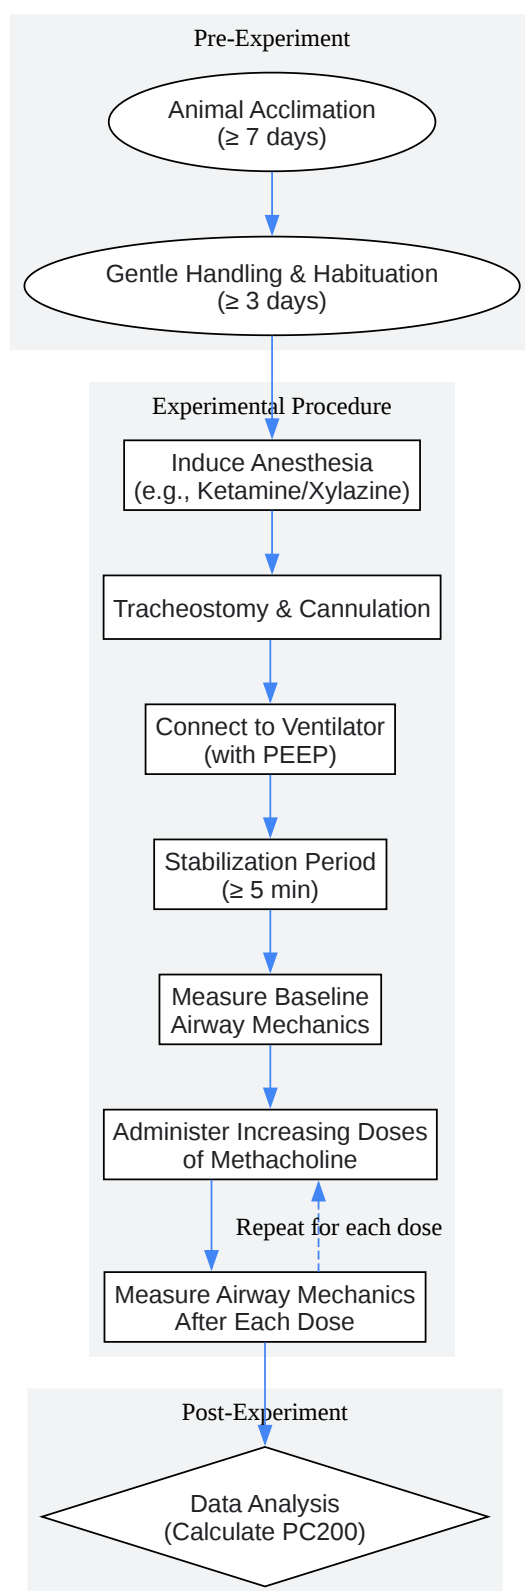 Pre-Experiment
Animal Acclimation
(≥ 7 days)
Gentle Handling & Habituation
(≥ 3 days)
Experimental Procedure
Induce Anesthesia
(e.g., Ketamine/Xylazine)
Tracheostomy & Cannulation
Connect to Ventilator
(with PEEP)
Stabilization Period
(≥ 5 min)
Measure Baseline
Airway Mechanics
Administer Increasing Doses
of Methacholine
Repeat for each dose
Measure Airway Mechanics
After Each Dose
Post-Experiment
Data Analysis
(Calculate PC200)